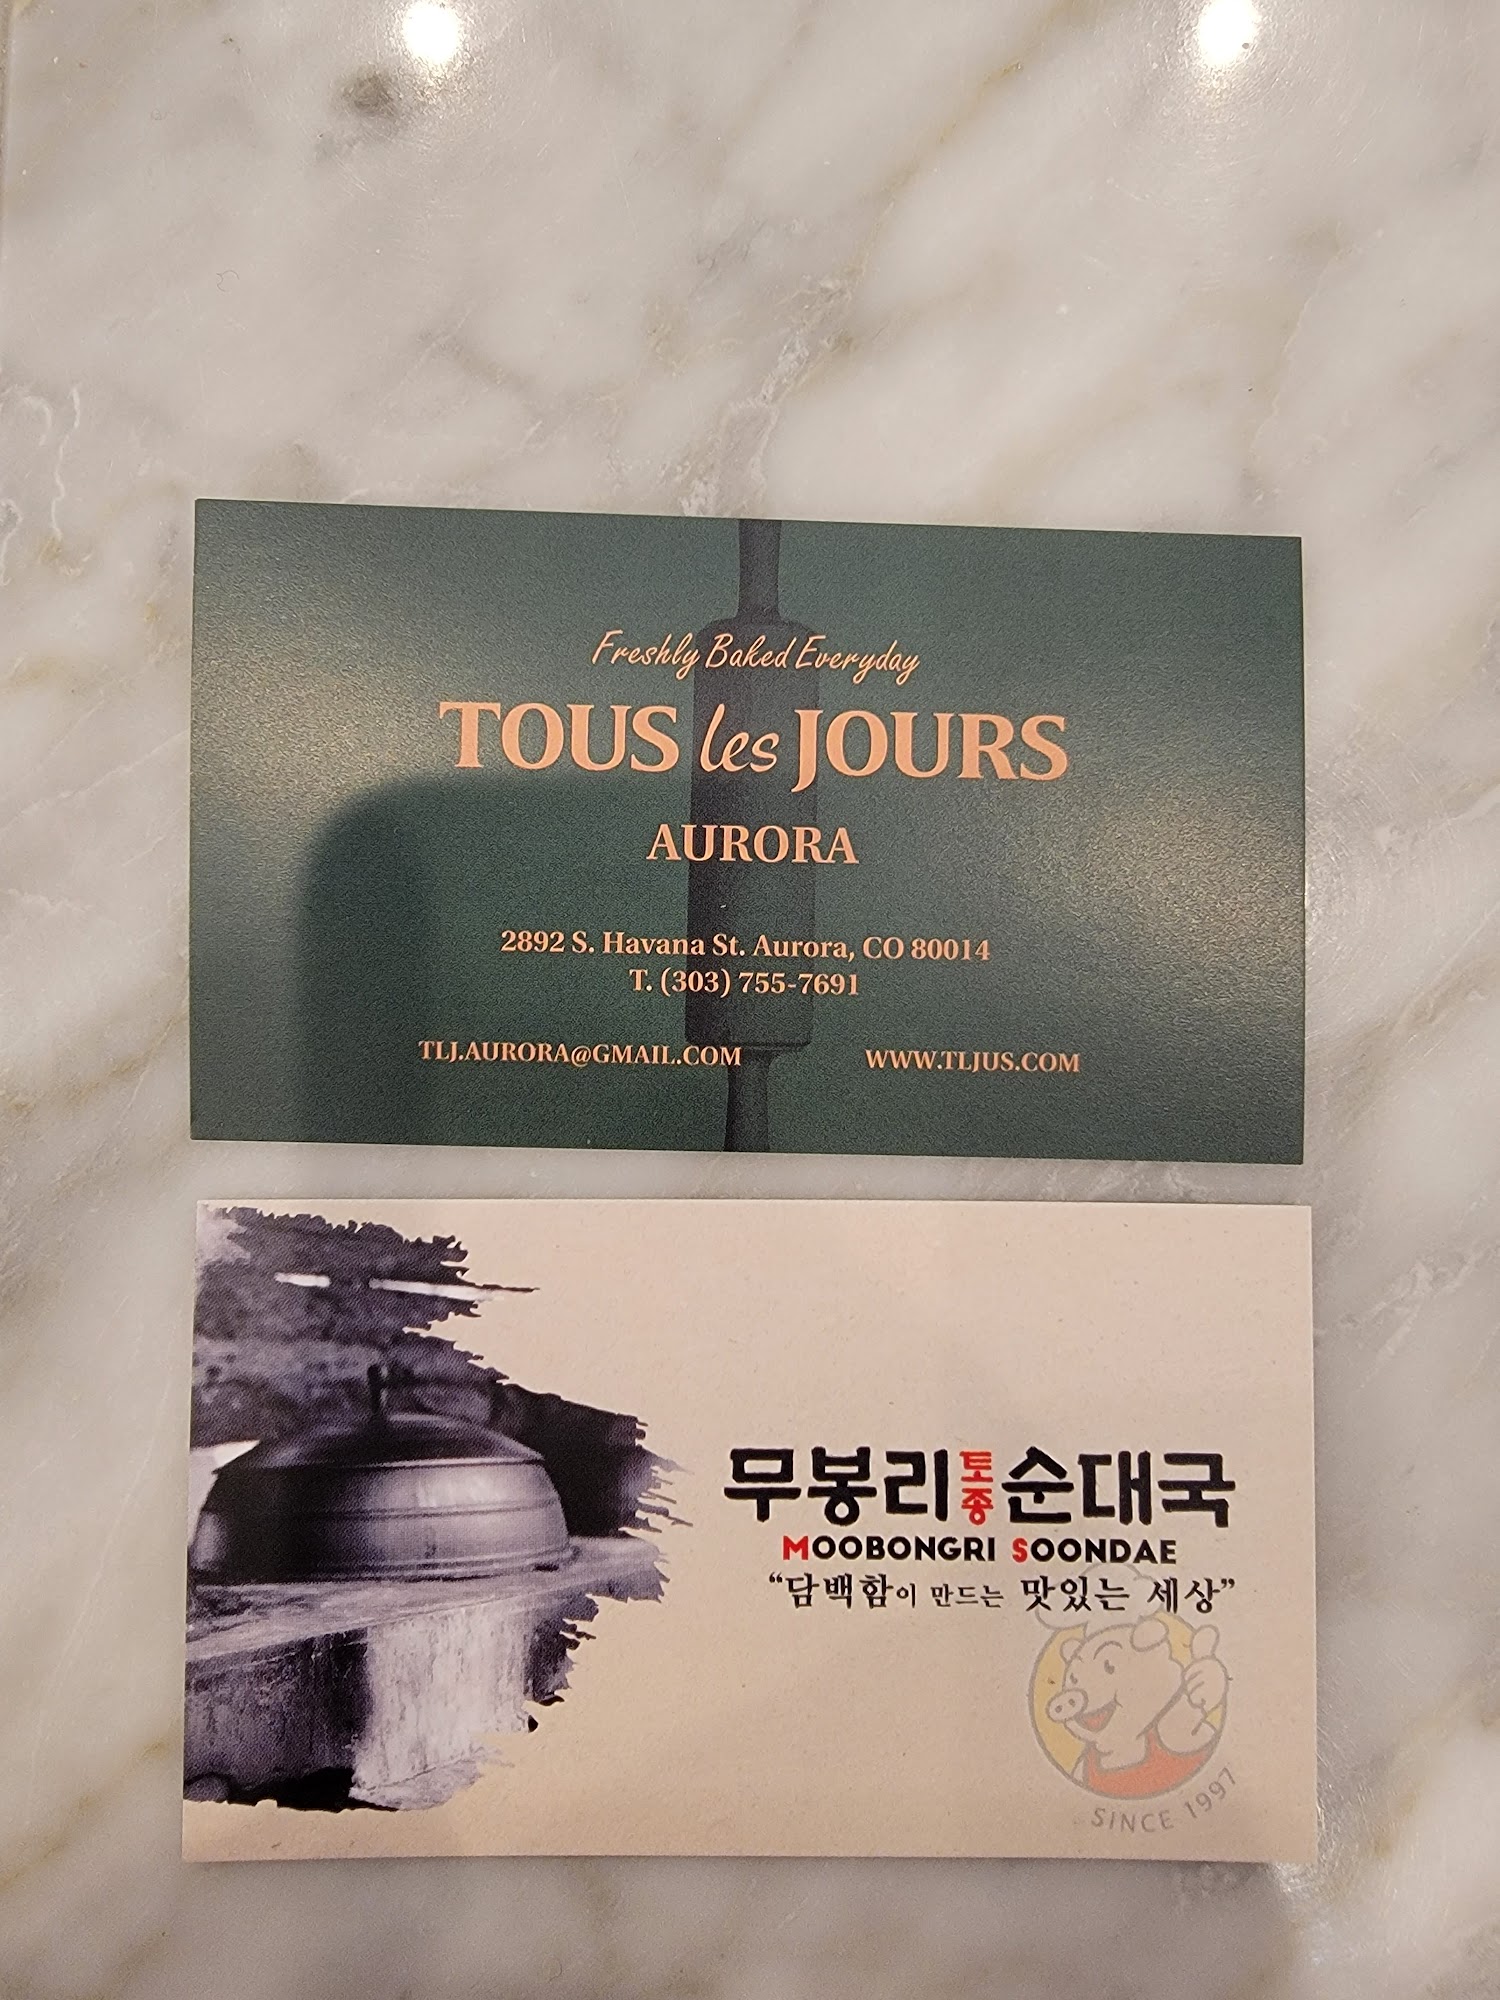 Freshly Baked Everyday
TOUS les JOURS
AURORA
2892 S. Havana St. Aurora, CO 80014
T. (303) 755-7691
TLJ.AURORA@GMAIL.COM WWW.TLJUS.COM
무봉리토종순대국
MOOBONGRI SOONDAE
“담백함이 만드는 맛있는 세상”
SINCE 1997